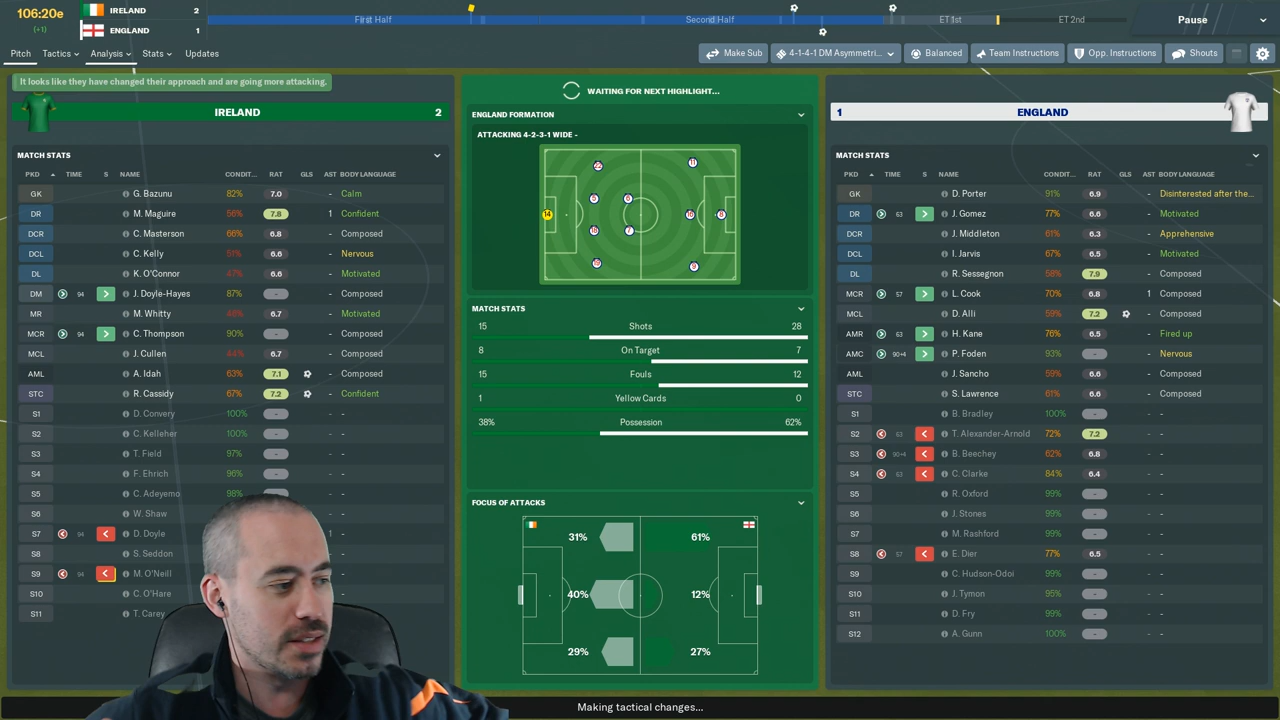 106:20e
(+1)
IRELAND 2
ENGLAND 1
First Half
Second Half
ET 1st
ET 2nd
Pause
Pitch
Tactics
Analysis
Stats
Updates
Make Sub
4-1-4-1 DM Asymmetri...
Balanced
Team Instructions
Opp. Instructions
Shouts
It looks like they have changed their approach and are going more attacking.
IRELAND 2
MATCH STATS
PKD TIME S NAME CONDIT... RAT GLS AST BODY LANGUAGE
GK G. Bazunu 82% 7.0 - Calm
DR M. Maguire 56% 7.8 1 Confident
DCR C. Masterson 66% 6.8 - Composed
DCL C. Kelly 51% 6.6 - Nervous
DL K. O'Connor 47% 6.6 - Motivated
DM 94 J. Doyle-Hayes 87% - - Composed
MR M. Whitty 48% 6.7 - Motivated
MCR 94 C. Thompson 90% - - Composed
MCL J. Cullen 44% 6.7 - Composed
AML A. Idah 63% 7.1 - Composed
STC R. Cassidy 67% 7.2 - Confident
S1 D. Convery 100% - - -
S2 C. Kelleher 100% - - -
S3 T. Field 97% - - -
S4 F. Ehrich 96% - - -
S5 C. Adeyemo 98% - - -
S6 W. Shaw - -
S7 94 D. Doyle 1 -
S8 S. Seddon - -
S9 94 M. O'Neill - -
S10 C. O'Hare - -
S11 T. Carey - -
WAITING FOR NEXT HIGHLIGHT...
ENGLAND FORMATION
ATTACKING 4-2-3-1 WIDE -
14
11
7
MATCH STATS
15 Shots 28
8 On Target 7
15 Fouls 12
1 Yellow Cards 0
38% Possession 62%
FOCUS OF ATTACKS
31% 61%
40% 12%
29% 27%
1 ENGLAND
MATCH STATS
PKD TIME S NAME CONDIT... RAT GLS AST BODY LANGUAGE
GK D. Porter 91% 6.9 - Disinterested after the...
DR 63 J. Gomez 77% 6.6 - Motivated
DCR J. Middleton 61% 6.3 - Apprehensive
DCL I. Jarvis 67% 6.5 - Motivated
DL R. Sessegnon 58% 7.9 - Composed
MCR 57 L. Cook 70% 6.8 1 Composed
MCL D. Alli 59% 7.2 - Composed
AMR 63 H. Kane 76% 6.5 - Fired up
AMC 90+4 P. Foden 93% - - Nervous
AML J. Sancho 59% 6.6 - Composed
STC S. Lawrence 61% 6.6 - Composed
S1 B. Bradley 100% - - -
S2 63 T. Alexander-Arnold 72% 7.2 - -
S3 90+4 B. Beechey 62% 6.8 - -
S4 63 C. Clarke 84% 6.4 - -
S5 R. Oxford 99% - - -
S6 J. Stones 99% - - -
S7 M. Rashford 99% - - -
S8 57 E. Dier 77% 6.5 - -
S9 C. Hudson-Odoi 99% - - -
S10 J. Tymon 95% - - -
S11 D. Fry 99% - - -
S12 A. Gunn 100% - - -
Making tactical changes...